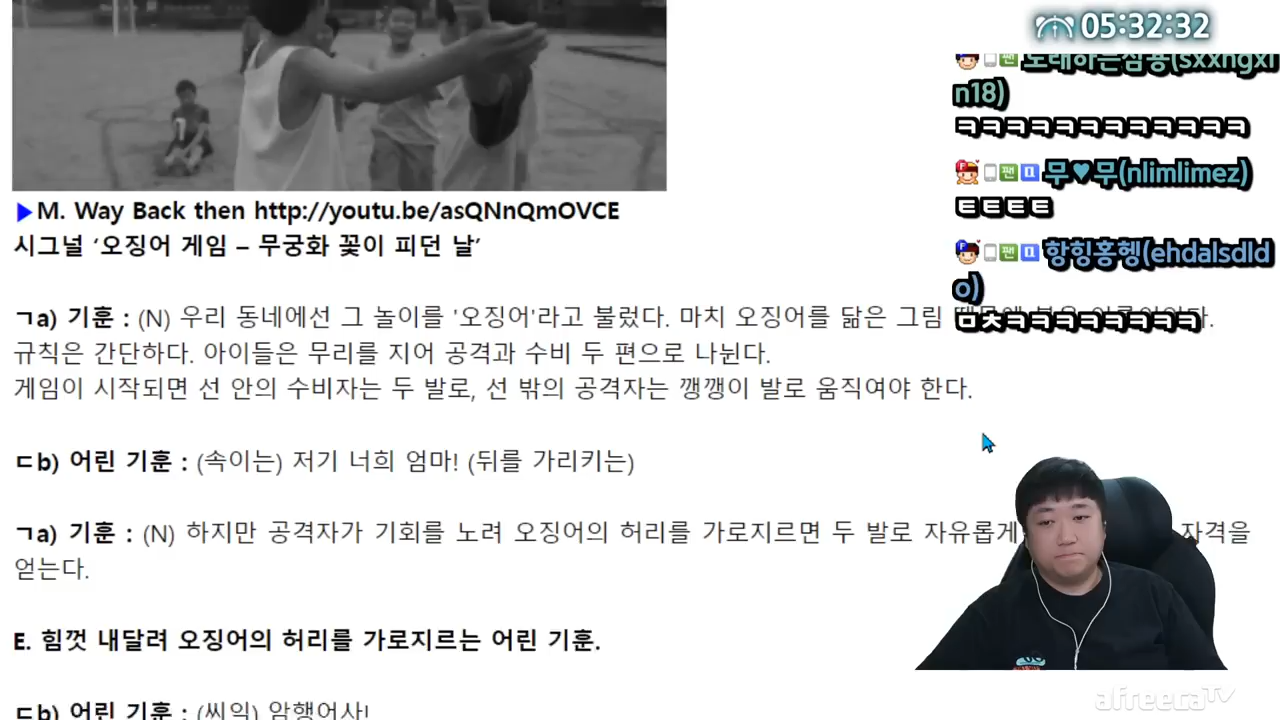 05:32:32
▶M. Way Back then http://youtu.be/asQNnQmOVCE
시그널 ‘오징어 게임 – 무궁화 꽃이 피던 날’
ㄱa) 기훈 : (N) 우리 동네에선 그 놀이를 '오징어'라고 불렀다. 마치 오징어를 닮은 그림
규칙은 간단하다. 아이들은 무리를 지어 공격과 수비 두 편으로 나뉜다.
게임이 시작되면 선 안의 수비자는 두 발로, 선 밖의 공격자는 깽깽이 발로 움직여야 한다.
ㄷb) 어린 기훈 : (속이는) 저기 너희 엄마! (뒤를 가리키는)
ㄱa) 기훈 : (N) 하지만 공격자가 기회를 노려 오징어의 허리를 가로지르면 두 발로 자유롭게 자격을
얻는다.
E. 힘껏 내달려 오징어의 허리를 가로지르는 어린 기훈.
ㄷb) 어린 기훈 : (씨익) 암행어사!
(sxxngxi
n18)
ㅋㅋㅋㅋㅋㅋㅋㅋㅋㅋㅋㅋ
무♥무(nlimlimez)
ㅌㅌㅌㅌ
항힝홍헹(ehdalsdld
o)
ㅁㅊㅋㅋㅋㅋㅋㅋㅋㅋ
afreecaTV